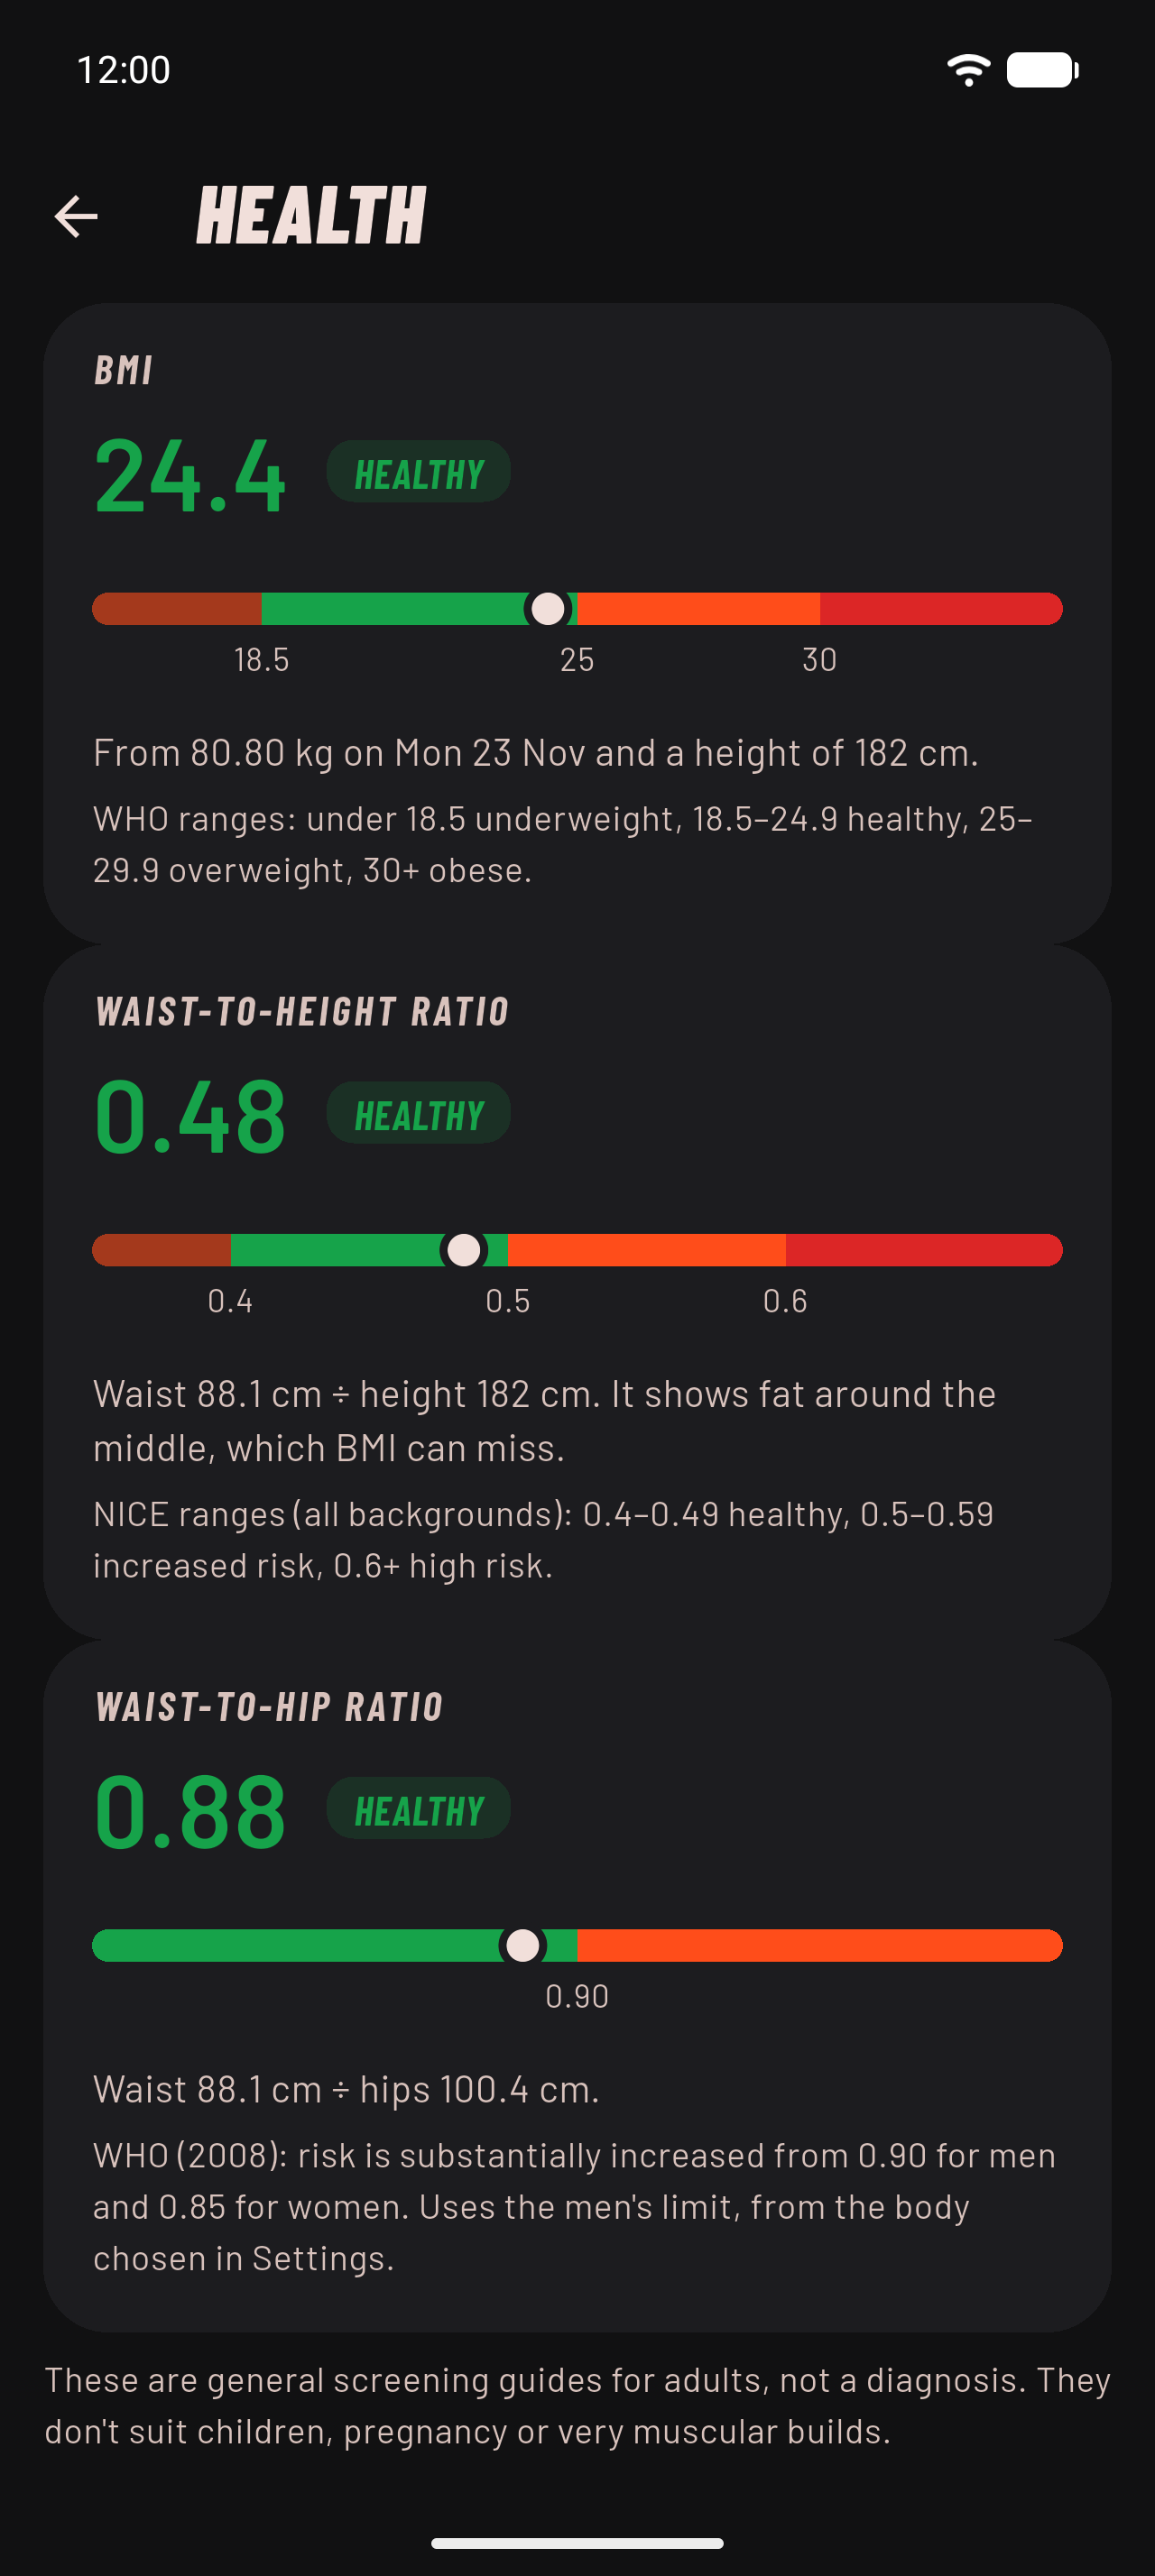 12:00
HEALTH
BMI
24.4 HEALTHY
18.5 25 30
From 80.80 kg on Mon 23 Nov and a height of 182 cm.
WHO ranges: under 18.5 underweight, 18.5–24.9 healthy, 25–
29.9 overweight, 30+ obese.
WAIST-TO-HEIGHT RATIO
0.48 HEALTHY
0.4 0.5 0.6
Waist 88.1 cm ÷ height 182 cm. It shows fat around the
middle, which BMI can miss.
NICE ranges (all backgrounds): 0.4–0.49 healthy, 0.5–0.59
increased risk, 0.6+ high risk.
WAIST-TO-HIP RATIO
0.88 HEALTHY
0.90
Waist 88.1 cm ÷ hips 100.4 cm.
WHO (2008): risk is substantially increased from 0.90 for men
and 0.85 for women. Uses the men's limit, from the body
chosen in Settings.
These are general screening guides for adults, not a diagnosis. They
don't suit children, pregnancy or very muscular builds.